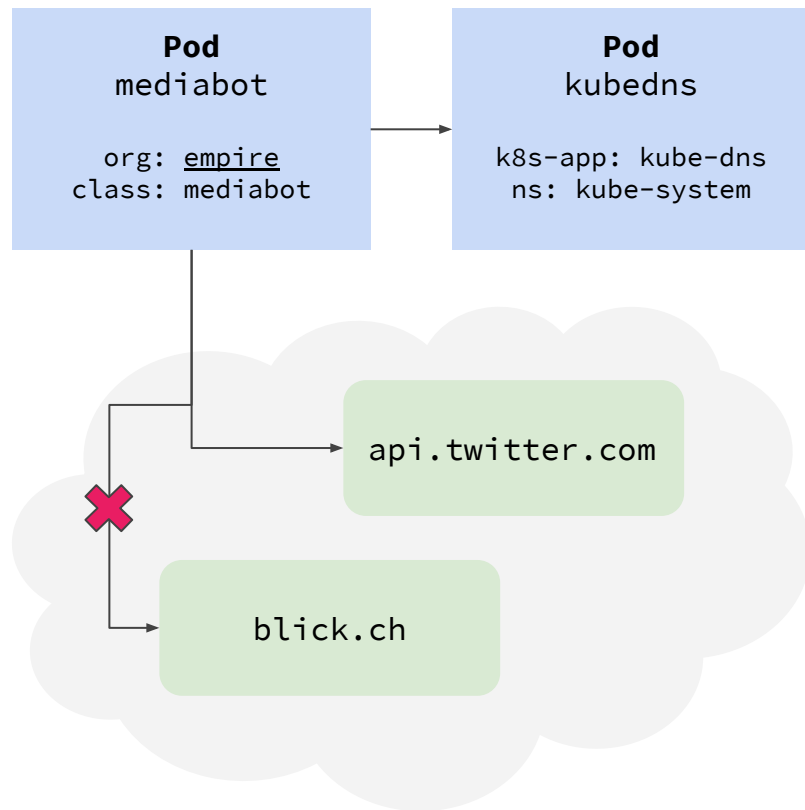 Pod
mediabot
org: empire
class: mediabot
Pod
kubedns
k8s-app: kube-dns
ns: kube-system
api.twitter.com
blick.ch